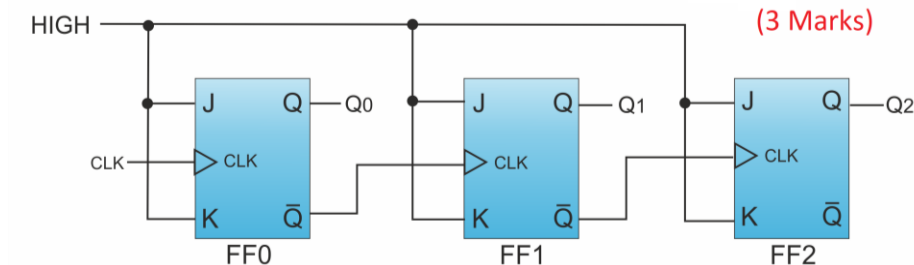 HIGH (3 Marks)
J Q Q0 J Q Q1 J Q Q2
CLK CLK CLK CLK
K Q̅ K Q̅ K Q̅
FF0 FF1 FF2